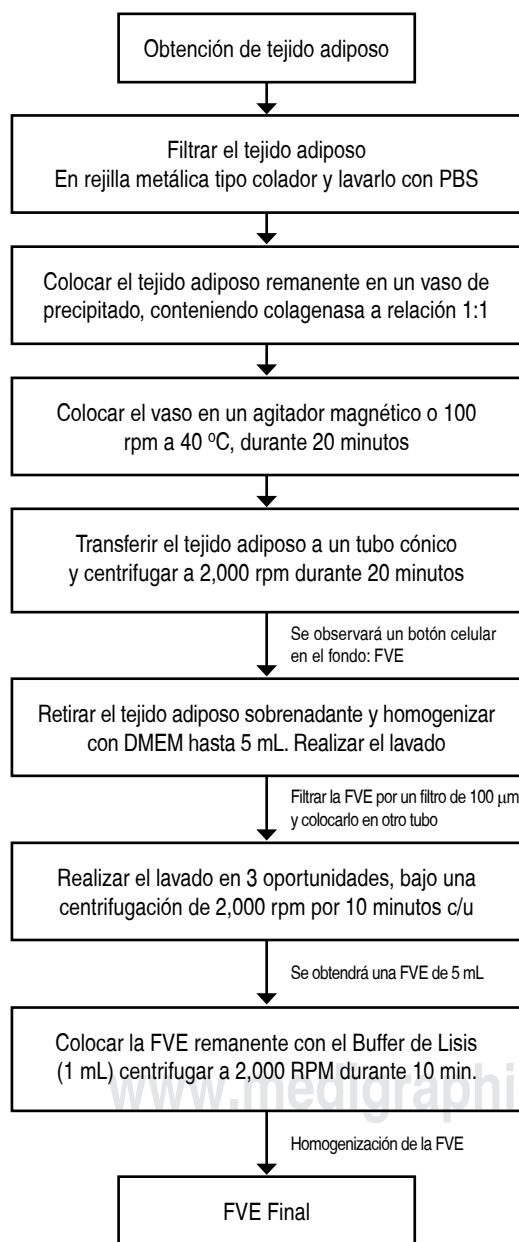 Obtención de tejido adiposo
Filtrar el tejido adiposo
En rejilla metálica tipo colador y lavarlo con PBS
Colocar el tejido adiposo remanente en un vaso de
precipitado, conteniendo colagenasa a relación 1:1
Colocar el vaso en un agitador magnético o 100
rpm a 40 ºC, durante 20 minutos
Transferir el tejido adiposo a un tubo cónico
y centrifugar a 2,000 rpm durante 20 minutos
Se observará un botón celular
en el fondo: FVE
Retirar el tejido adiposo sobrenadante y homogenizar
con DMEM hasta 5 mL. Realizar el lavado
Filtrar la FVE por un filtro de 100 μm
y colocarlo en otro tubo
Realizar el lavado en 3 oportunidades, bajo una
centrifugación de 2,000 rpm por 10 minutos c/u
Se obtendrá una FVE de 5 mL
Colocar la FVE remanente con el Buffer de Lisis
(1 mL) centrifugar a 2,000 RPM durante 10 min.
www.medigraphi
Homogenización de la FVE
FVE Final